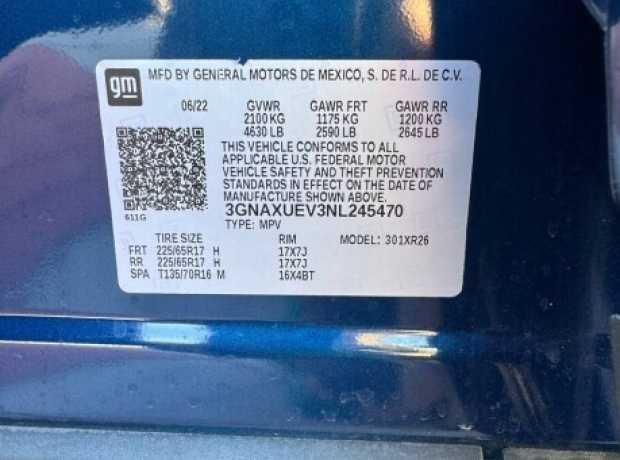 gm MFD BY GENERAL MOTORS DE MEXICO, S. DE R.L. DE C.V.
06/22 GVWR GAWR FRT GAWR RR
2100 KG 1175 KG 1200 KG
4630 LB 2590 LB 2645 LB
THIS VEHICLE CONFORMS TO ALL
APPLICABLE U.S. FEDERAL MOTOR
VEHICLE SAFETY AND THEFT PREVENTION
STANDARDS IN EFFECT ON THE DATE OF
MANUFACTURE SHOWN ABOVE.
611G 3GNAXUEV3NL245470
TYPE: MPV
TIRE SIZE RIM MODEL: 301XR26
FRT 225/65R17 H 17X7J
RR 225/65R17 H 17X7J
SPA T135/70R16 M 16X4BT